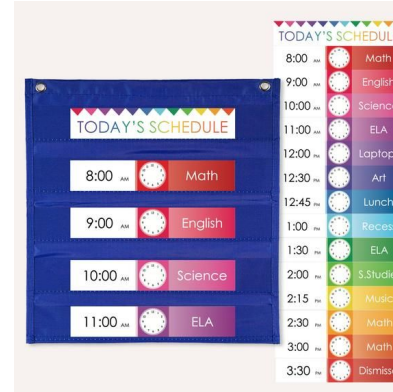 TODAY'S SCHEDULE
8:00 AM Math
9:00 AM English
10:00 AM Science
11:00 AM ELA
TODAY'S SCHEDUL
8:00 AM Math
9:00 AM English
10:00 AM Science
11:00 AM ELA
12:00 PM Laptop
12:30 PM Art
12:45 PM Lunch
1:00 PM Recess
1:30 PM ELA
2:00 PM S.Studie
2:15 PM Music
2:30 PM Math
3:00 PM Math
3:30 PM Dismiss